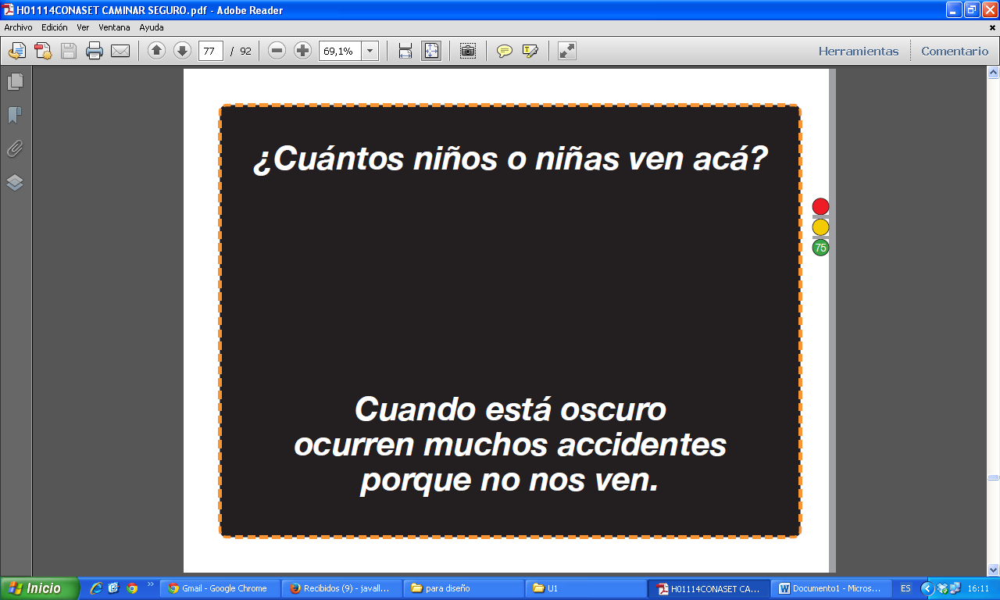 H01114CONASET CAMINAR SEGURO.pdf - Adobe Reader
Archivo Edición Ver Ventana Ayuda
77 / 92 69,1% Herramientas Comentario
¿Cuántos niños o niñas ven acá?
75
Cuando está oscuro
ocurren muchos accidentes
porque no nos ven.
Inicio Gmail - Google Chrome Recibidos (9) - javall... para diseño U1 H01114CONASET CA... Documento1 - Micros... ES 16:11